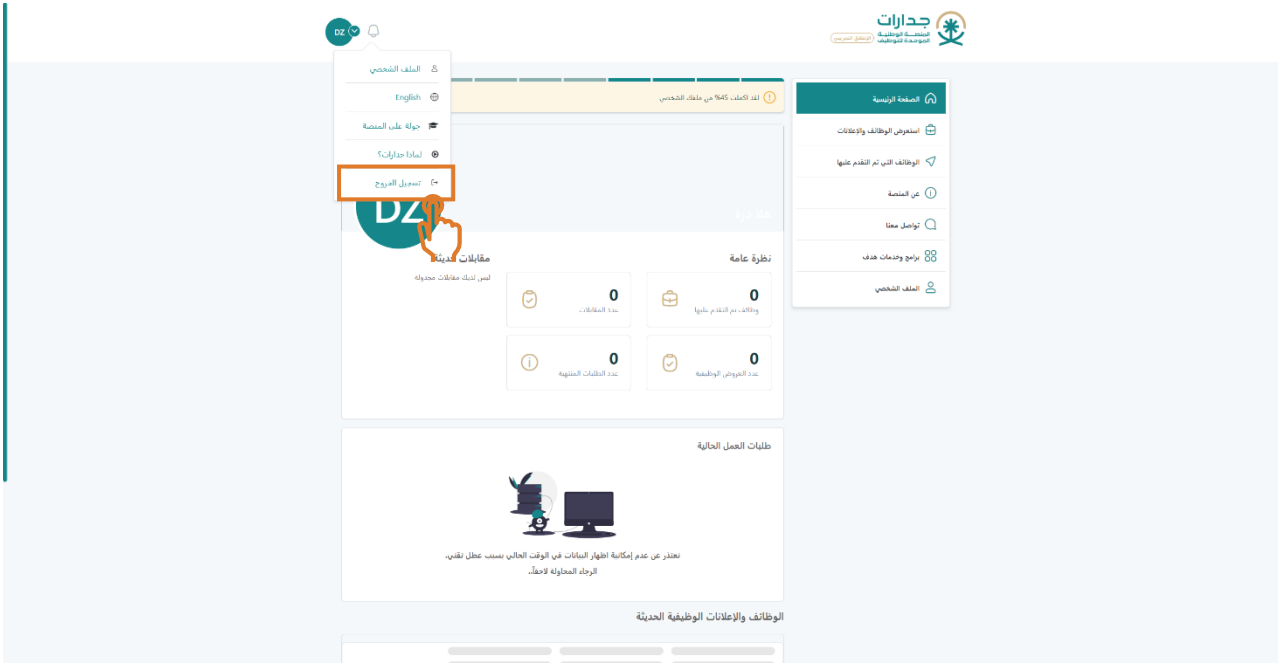 جدارات
المنصة الوطنية
الموحدة للتوظيف
الإطلاق التجريبي
DZ
الملف الشخصي
English
جولة على المنصة
لماذا جدارات؟
تسجيل الخروج
لقد اكملت 45% من ملفك الشخصي
الصفحة الرئيسية
استعرض الوظائف والإعلانات
الوظائف التي تم التقدم عليها
عن المنصة
تواصل معنا
برامج وخدمات هدف
الملف الشخصي
DZ
نظرة عامة
مقابلات حديثة
ليس لديك مقابلات مجدولة
0
وظائف تم التقدم عليها
0
عدد المقابلات
0
عدد العروض الوظيفية
0
عدد الطلبات المنتهية
طلبات العمل الحالية
نعتذر عن عدم إمكانية اظهار البيانات في الوقت الحالي بسبب عطل تقني.
الرجاء المحاولة لاحقاً..
الوظائف والإعلانات الوظيفية الحديثة